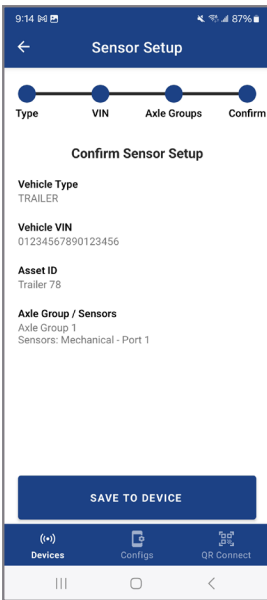 9:14 87%
Sensor Setup
Type VIN Axle Groups Confirm
Confirm Sensor Setup
Vehicle Type
TRAILER
Vehicle VIN
01234567890123456
Asset ID
Trailer 78
Axle Group / Sensors
Axle Group 1
Sensors: Mechanical - Port 1
SAVE TO DEVICE
Devices Configs QR Connect